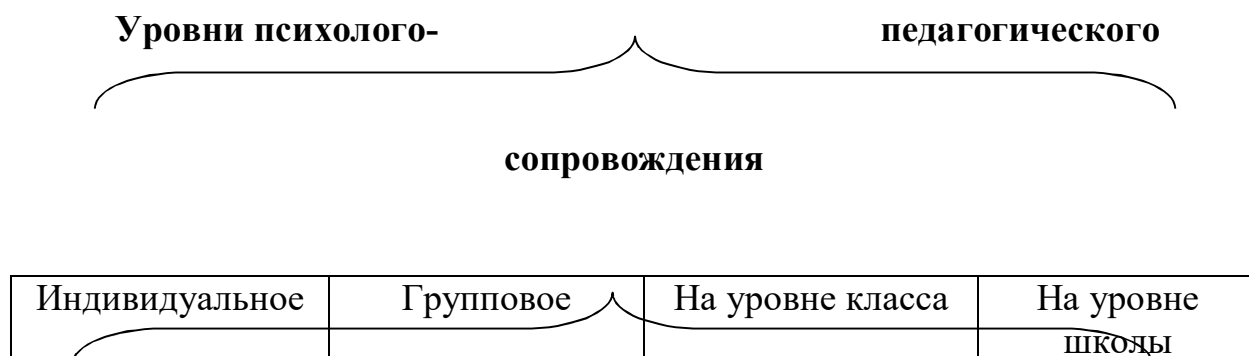 Уровни психолого- педагогического
сопровождения
Индивидуальное Групповое На уровне класса На уровне
школы